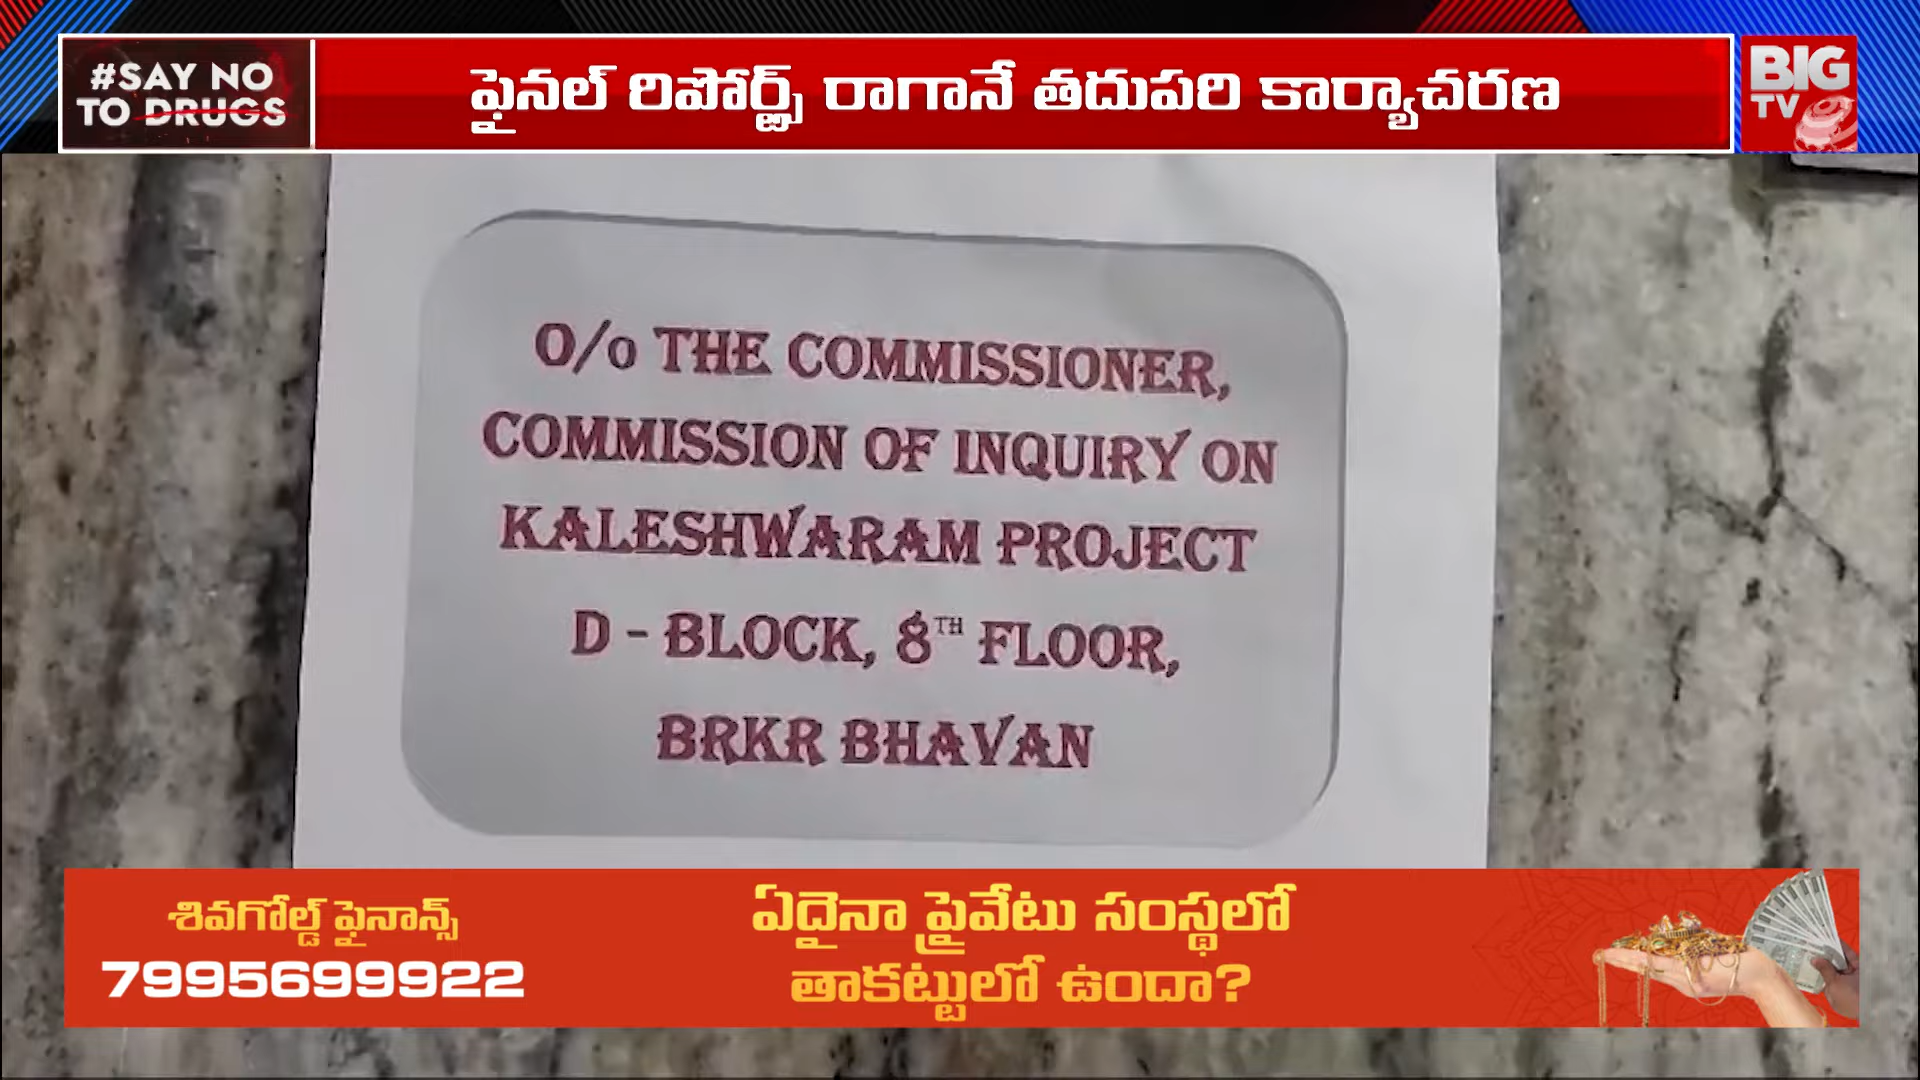 #SAY NO
TO DRUGS
ఫైనల్ రిపోర్ట్స్ రాగానే తదుపరి కార్యాచరణ
BIG
TV
O/o THE COMMISSIONER,
COMMISSION OF INQUIRY ON
KALESHWARAM PROJECT
D - BLOCK, 8TH FLOOR,
BRKR BHAVAN
శివగోల్డ్ ఫైనాన్స్
7995699922
ఏదైనా ప్రైవేటు సంస్థలో
తాకట్టులో ఉందా?